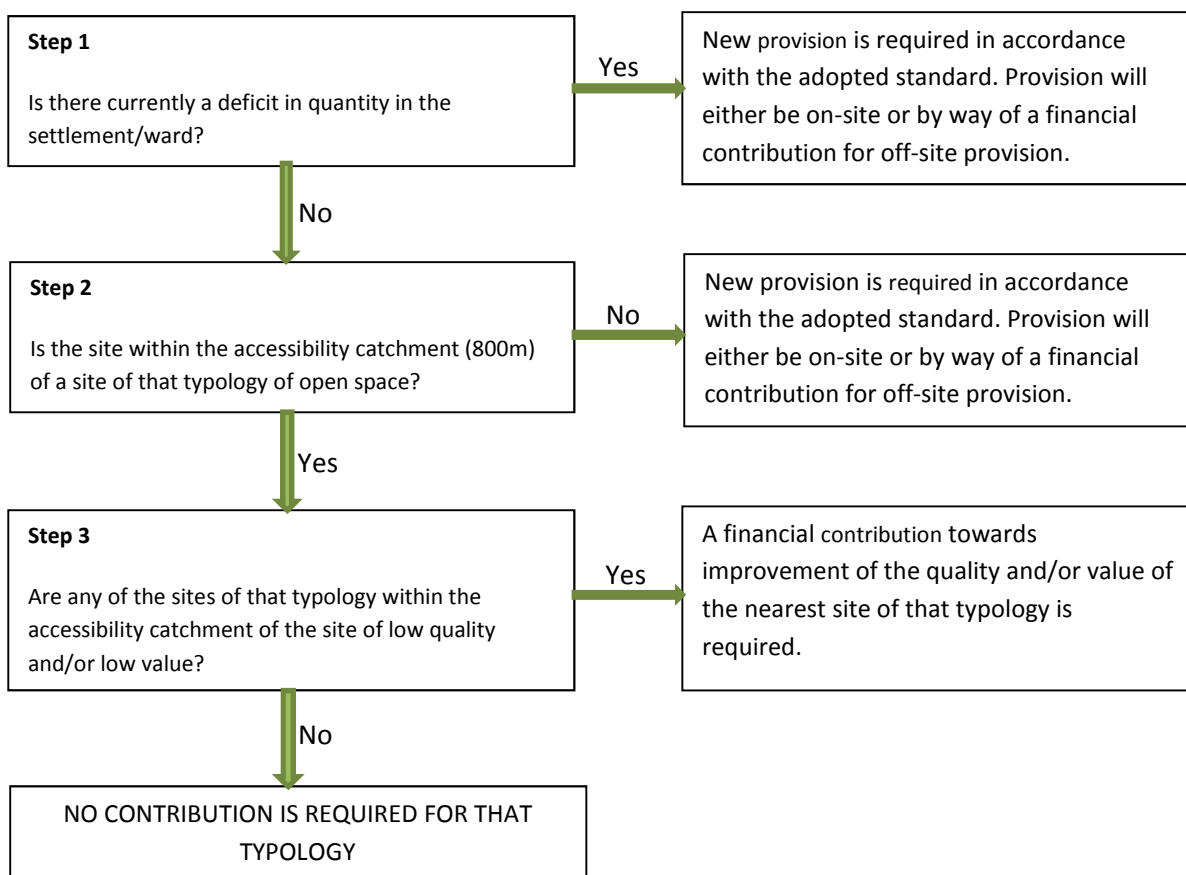 Step 1
Is there currently a deficit in quantity in the
settlement/ward?
Yes
New provision is required in accordance
with the adopted standard. Provision will
either be on-site or by way of a financial
contribution for off-site provision.
No
Step 2
Is the site within the accessibility catchment (800m)
of a site of that typology of open space?
No
New provision is required in accordance
with the adopted standard. Provision will
either be on-site or by way of a financial
contribution for off-site provision.
Yes
Step 3
Are any of the sites of that typology within the
accessibility catchment of the site of low quality
and/or low value?
Yes
A financial contribution towards
improvement of the quality and/or value of
the nearest site of that typology is
required.
No
NO CONTRIBUTION IS REQUIRED FOR THAT
TYPOLOGY